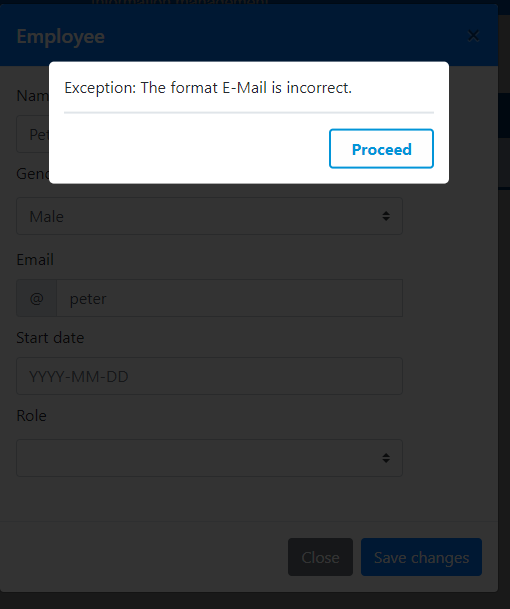 Employee
×
Exception: The format E-Mail is incorrect.
Proceed
Male
Email
@ peter
Start date
YYYY-MM-DD
Role
Close
Save changes